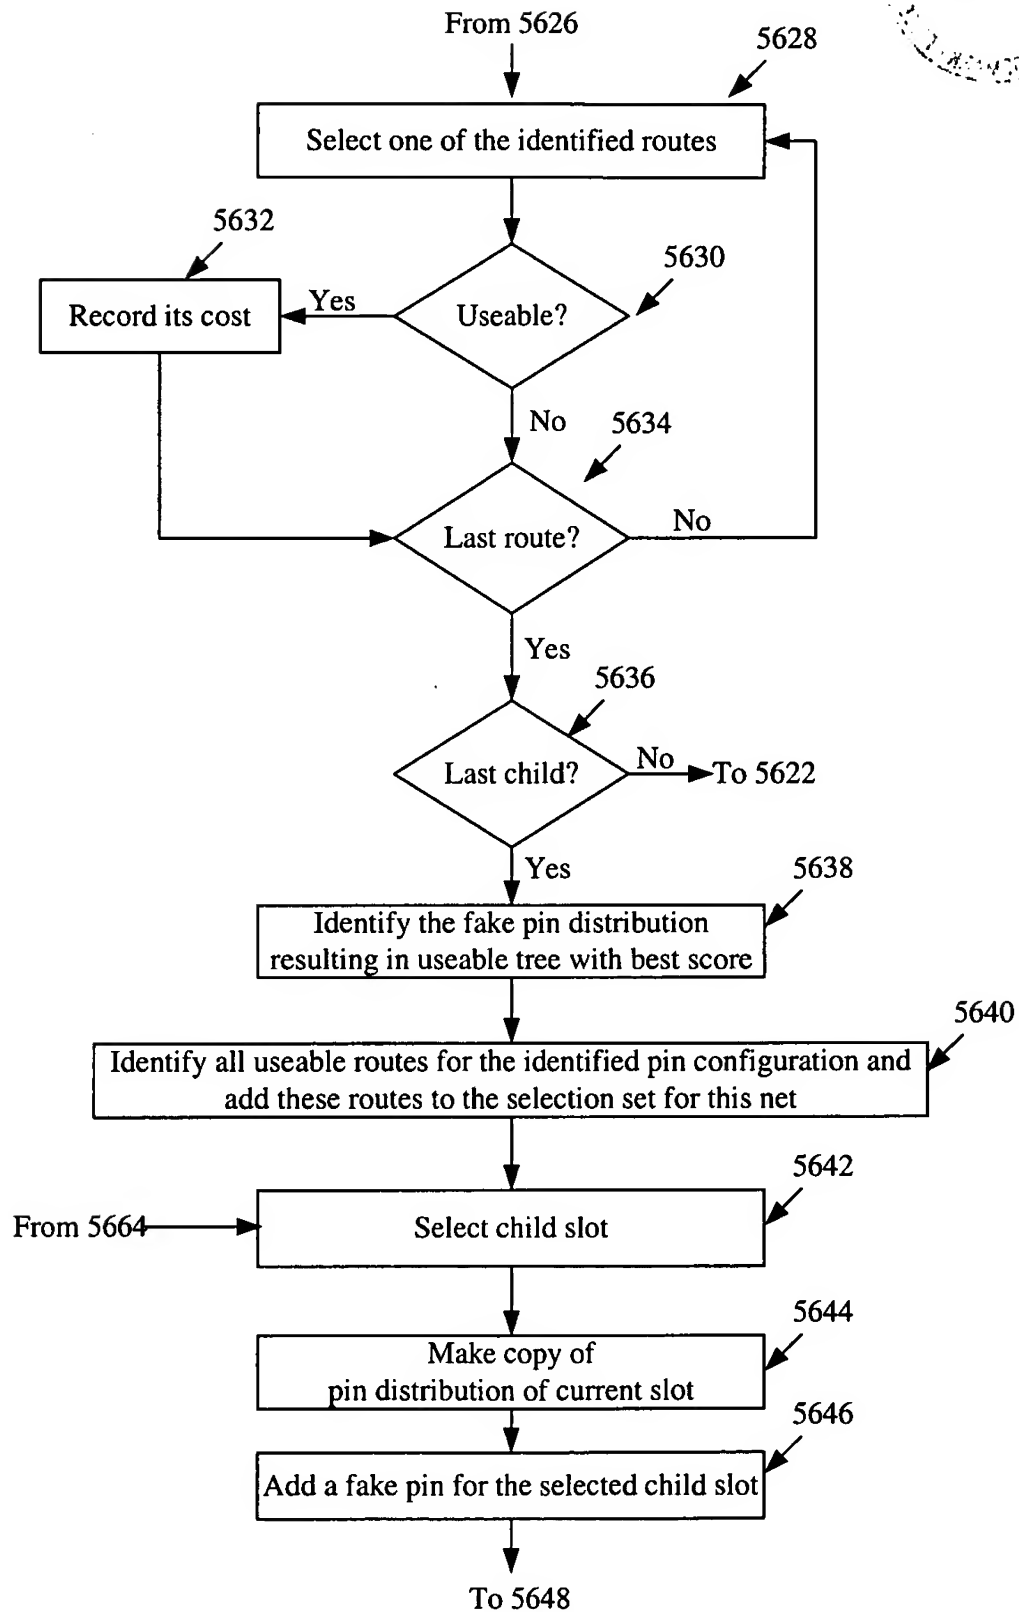 From 5626
5628
Select one of the identified routes
5632
5630
Record its cost
Yes
Useable?
No
5634
Last route?
No
Yes
5636
Last child?
No
To 5622
Yes
5638
Identify the fake pin distribution
resulting in useable tree with best score
5640
Identify all useable routes for the identified pin configuration and
add these routes to the selection set for this net
5642
From 5664
Select child slot
5644
Make copy of
pin distribution of current slot
5646
Add a fake pin for the selected child slot
To 5648